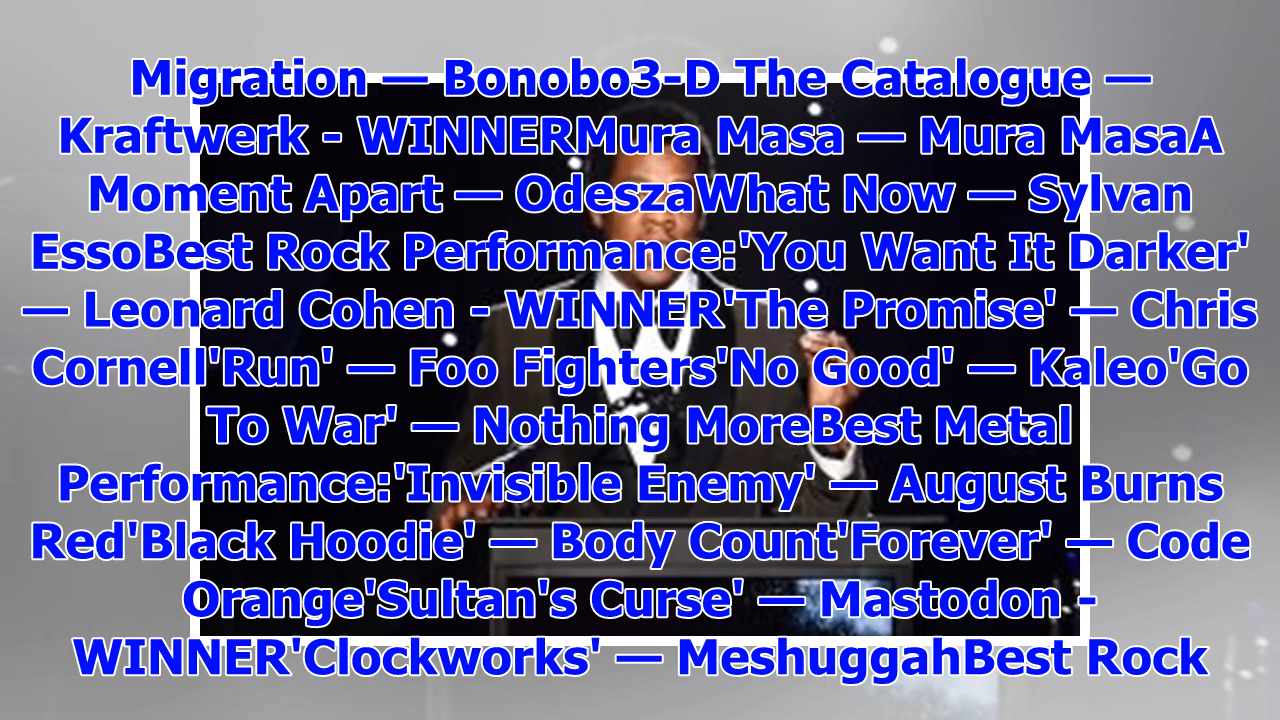 Migration — Bonobo3-D The Catalogue —
Kraftwerk - WINNERMura Masa — Mura MasaA
Moment Apart — OdeszaWhat Now — Sylvan
EssoBest Rock Performance:'You Want It Darker'
— Leonard Cohen - WINNER'The Promise' — Chris
Cornell'Run' — Foo Fighters'No Good' — Kaleo'Go
To War' — Nothing MoreBest Metal
Performance:'Invisible Enemy' — August Burns
Red'Black Hoodie' — Body Count'Forever' — Code
Orange'Sultan's Curse' — Mastodon -
WINNER'Clockworks' — MeshuggahBest Rock